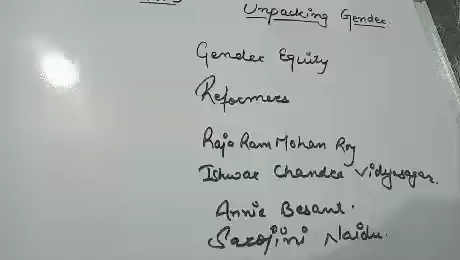 Unpacking Gender.
Gender Equity
Reformers
Raja Ram Mohan Roy
Ishwar Chandra Vidyasagar.
Annie Besant.
Sarojini Naidu.